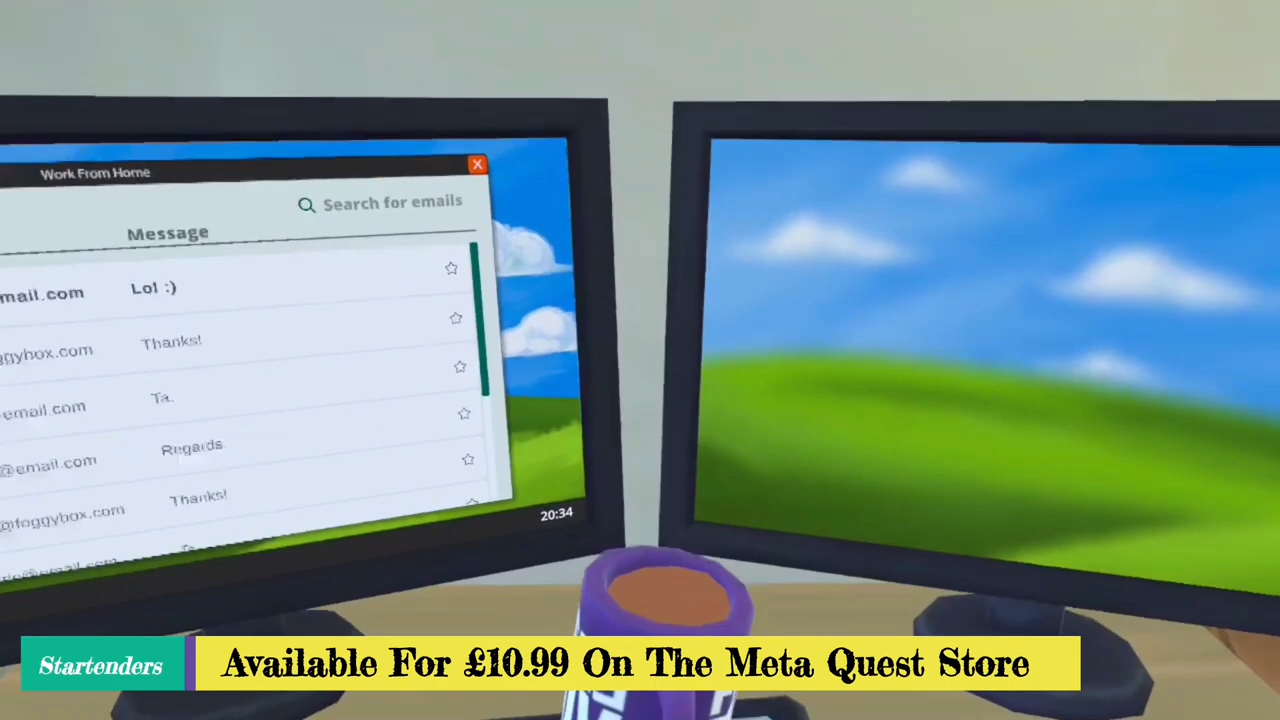 Work From Home
Search for emails
Message
mail.com Lol :)
ggybox.com Thanks!
email.com Ta.
@email.com Regards
@foggybox.com Thanks!
20:34
Startenders
Available For £10.99 On The Meta Quest Store